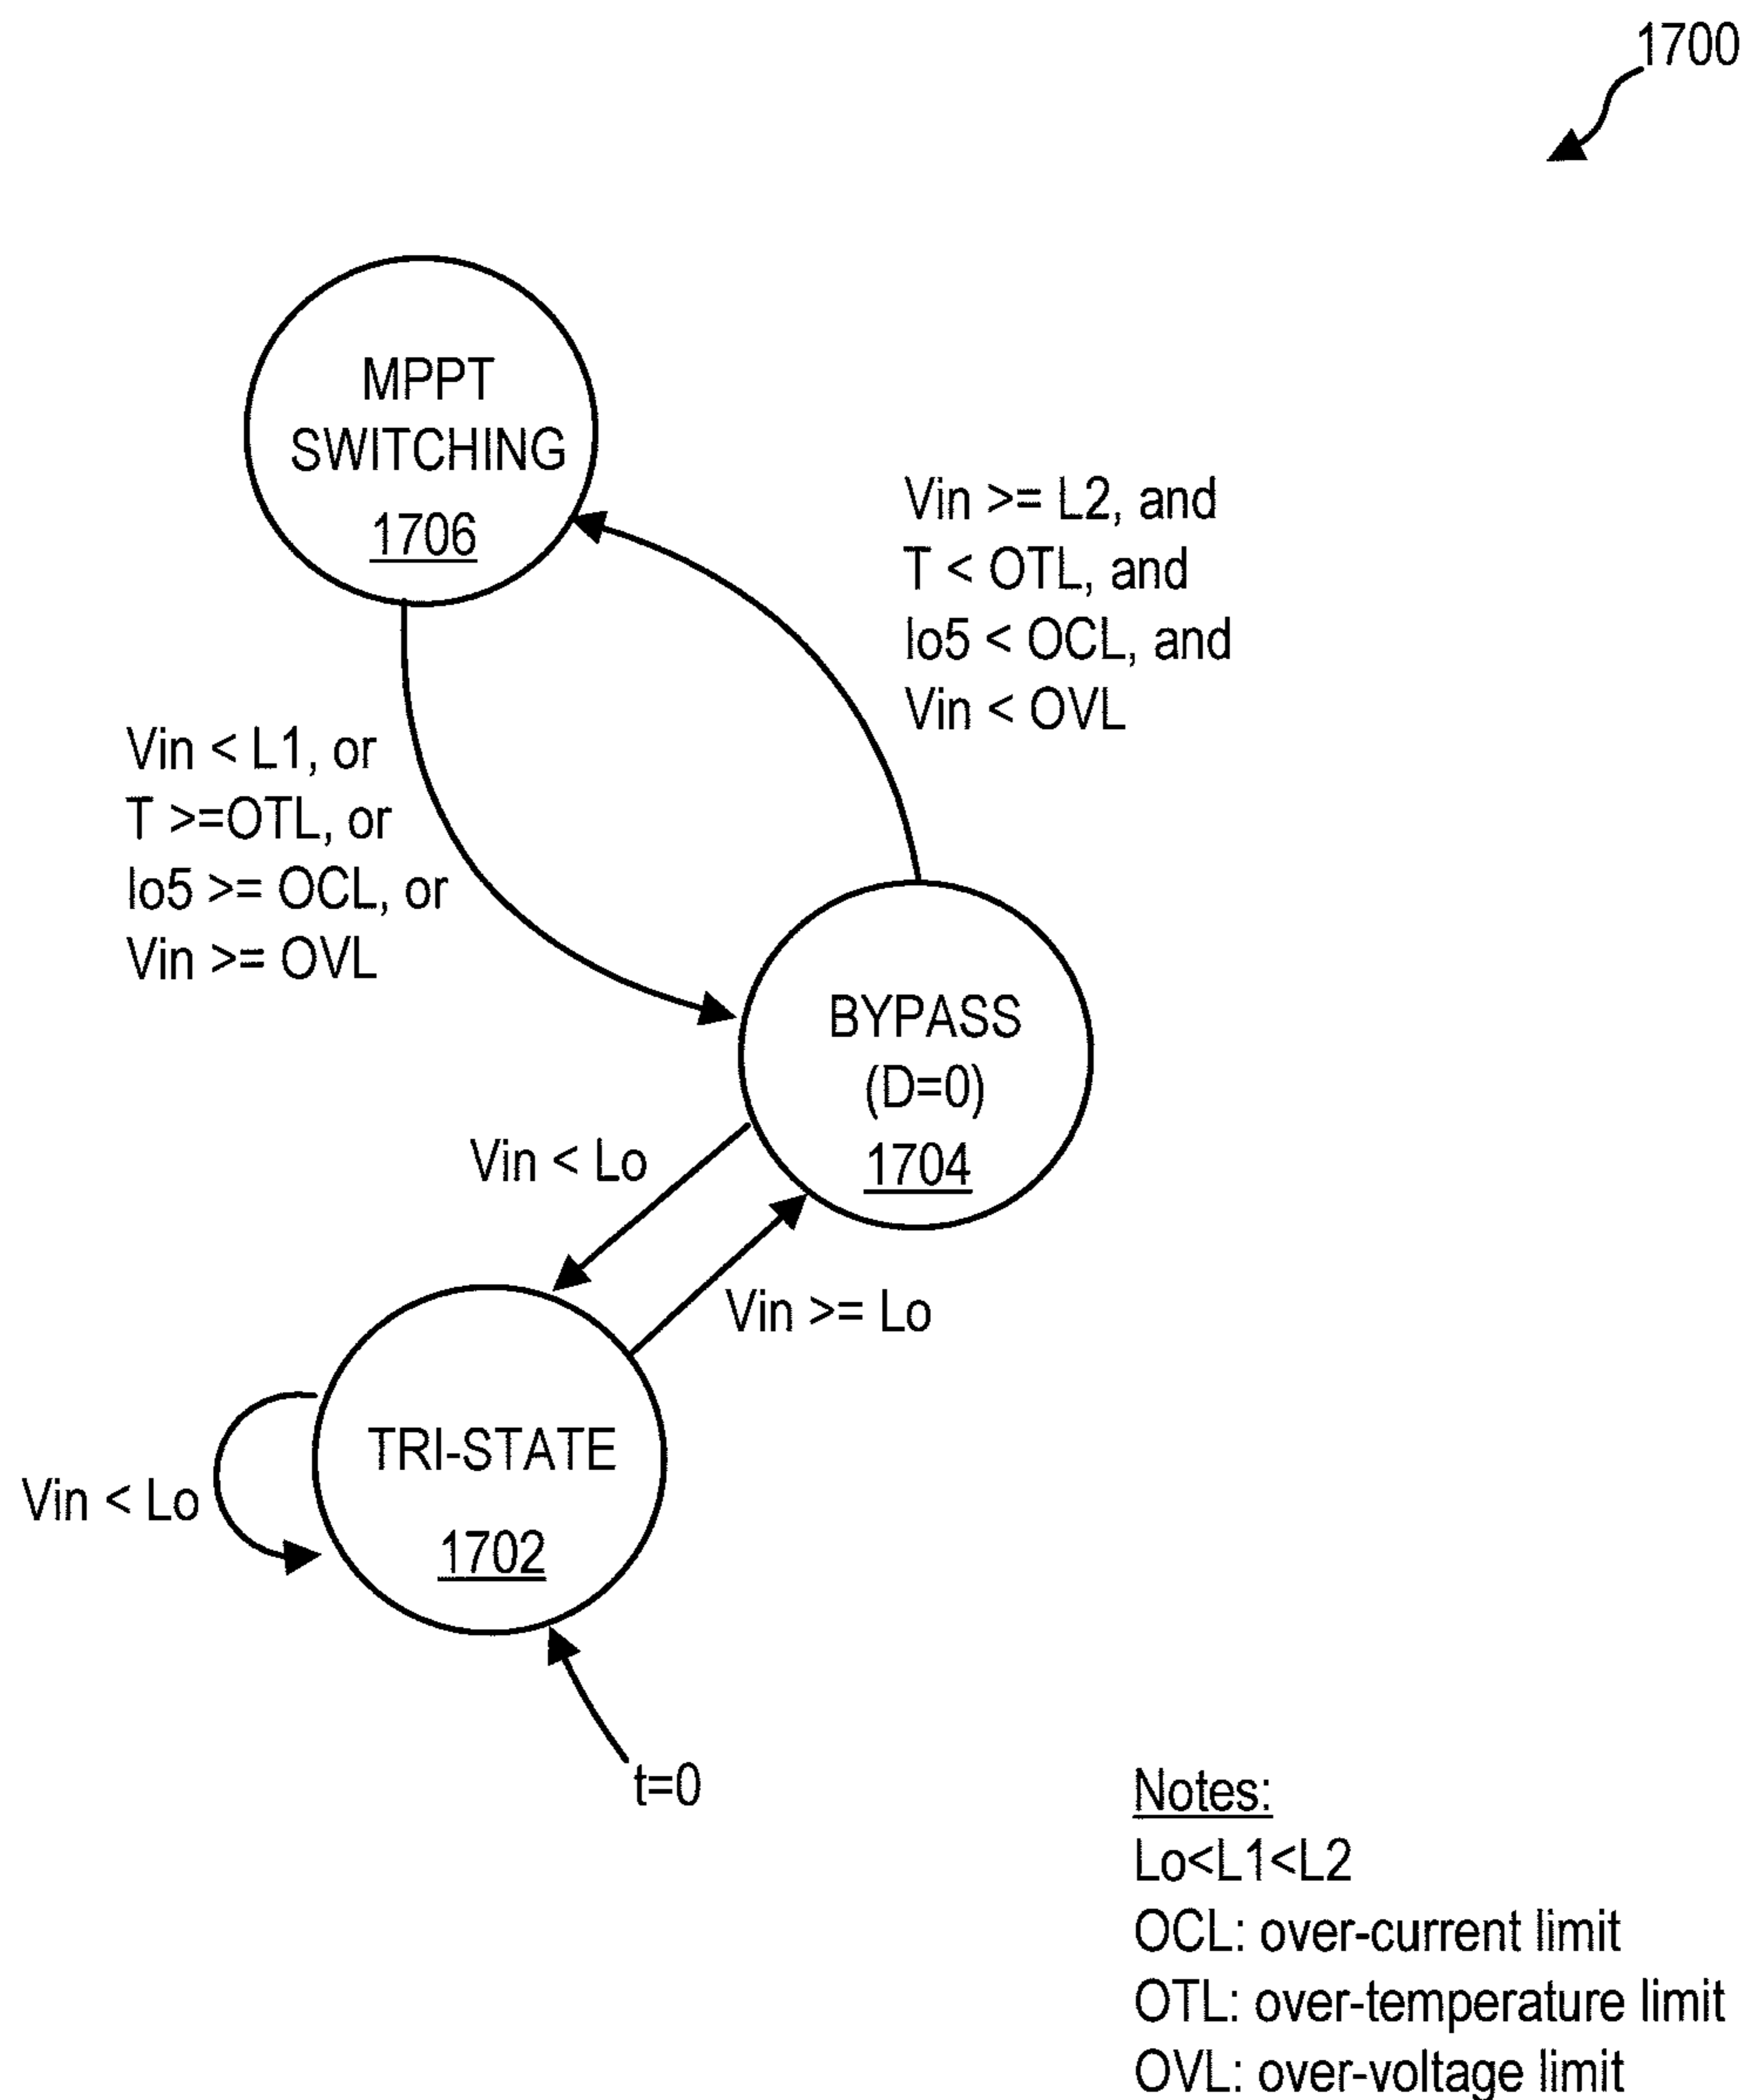 1700
MPPT
SWITCHING
1706
Vin >= L2, and
T < OTL, and
Io5 < OCL, and
Vin < OVL
Vin < L1, or
T >=OTL, or
Io5 >= OCL, or
Vin >= OVL
BYPASS
(D=0)
1704
Vin < Lo
Vin >= Lo
TRI-STATE
1702
Vin < Lo
t=0
Notes:
Lo<L1<L2
OCL: over-current limit
OTL: over-temperature limit
OVL: over-voltage limit